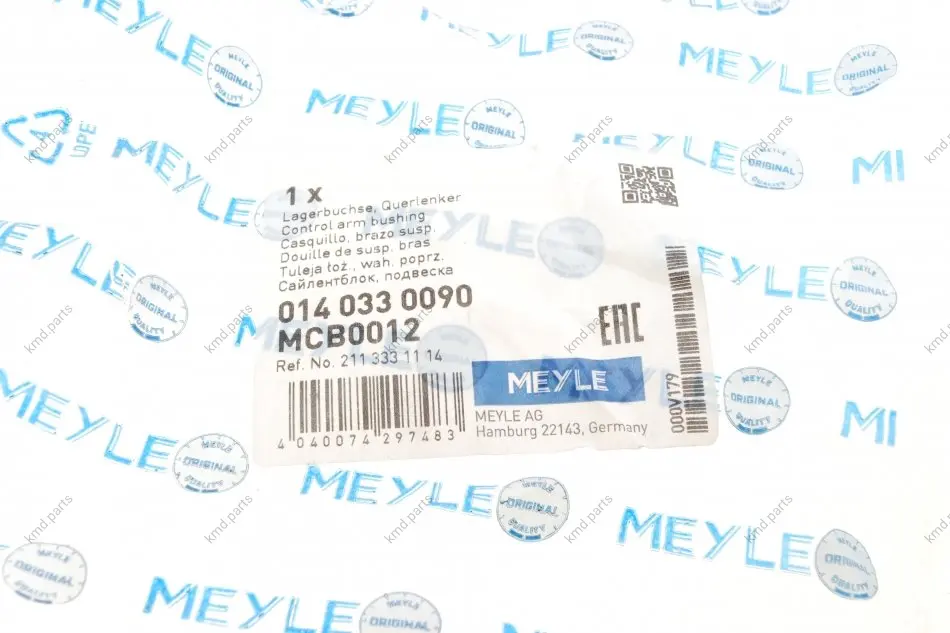 MEYLE
MEYLE ORIGINAL QUALITY
LDPE
1 x
Lagerbuchse, Querlenker
Control arm bushing
Casquillo, brazo susp.
Douille de susp. bras
Tuleja łoż., wah. poprz.
Сайлентблок, подвеска
014 033 0090
MCB0012
Ref. No. 211 333 11 14
4 040074 297483
EAC
MEYLE
MEYLE AG
Hamburg 22143, Germany
000V179
kmd.parts